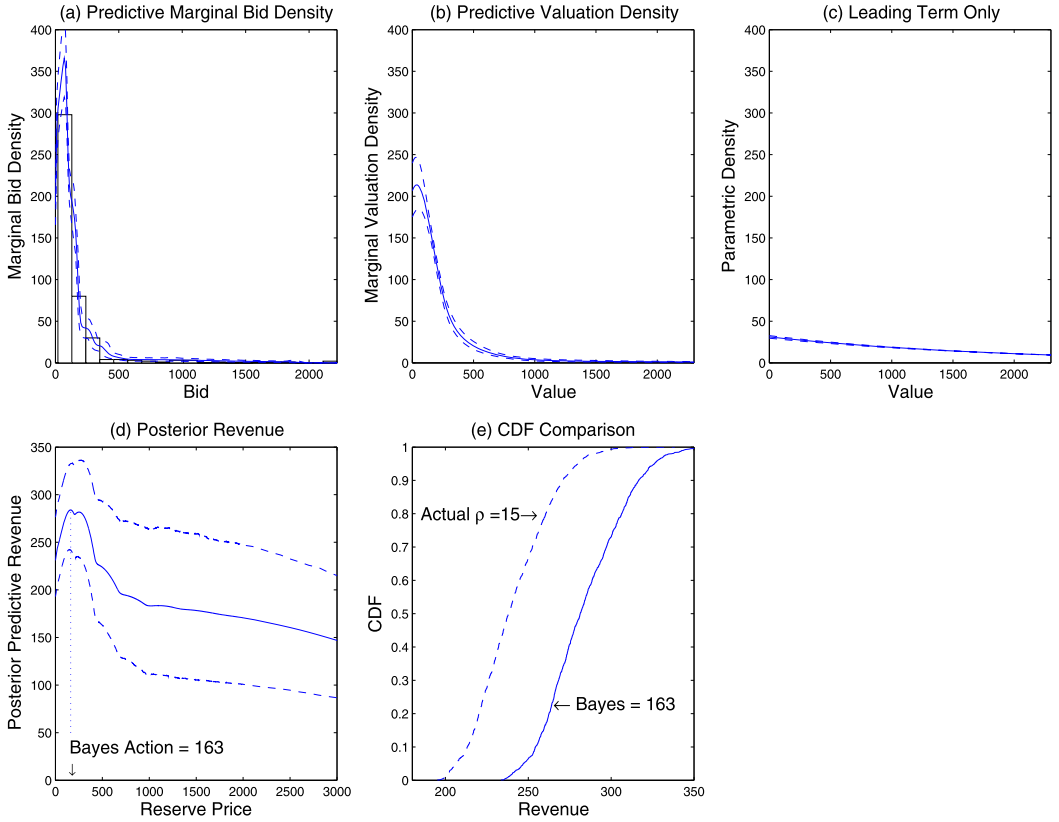 (a) Predictive Marginal Bid Density
(b) Predictive Valuation Density
(c) Leading Term Only
Marginal Bid Density
400
350
300
250
200
150
100
50
0
0 500 1000 1500 2000
Bid
Marginal Valuation Density
400
350
300
250
200
150
100
50
0
0 500 1000 1500 2000
Value
Parametric Density
400
350
300
250
200
150
100
50
0
0 500 1000 1500 2000
Value
(d) Posterior Revenue
(e) CDF Comparison
Posterior Predictive Revenue
350
300
250
200
150
100
50
0
Bayes Action = 163
↓
0 500 1000 1500 2000 2500 3000
Reserve Price
CDF
1
0.9
0.8
0.7
0.6
0.5
0.4
0.3
0.2
0.1
0
Actual ρ =15→
← Bayes = 163
200 250 300 350
Revenue